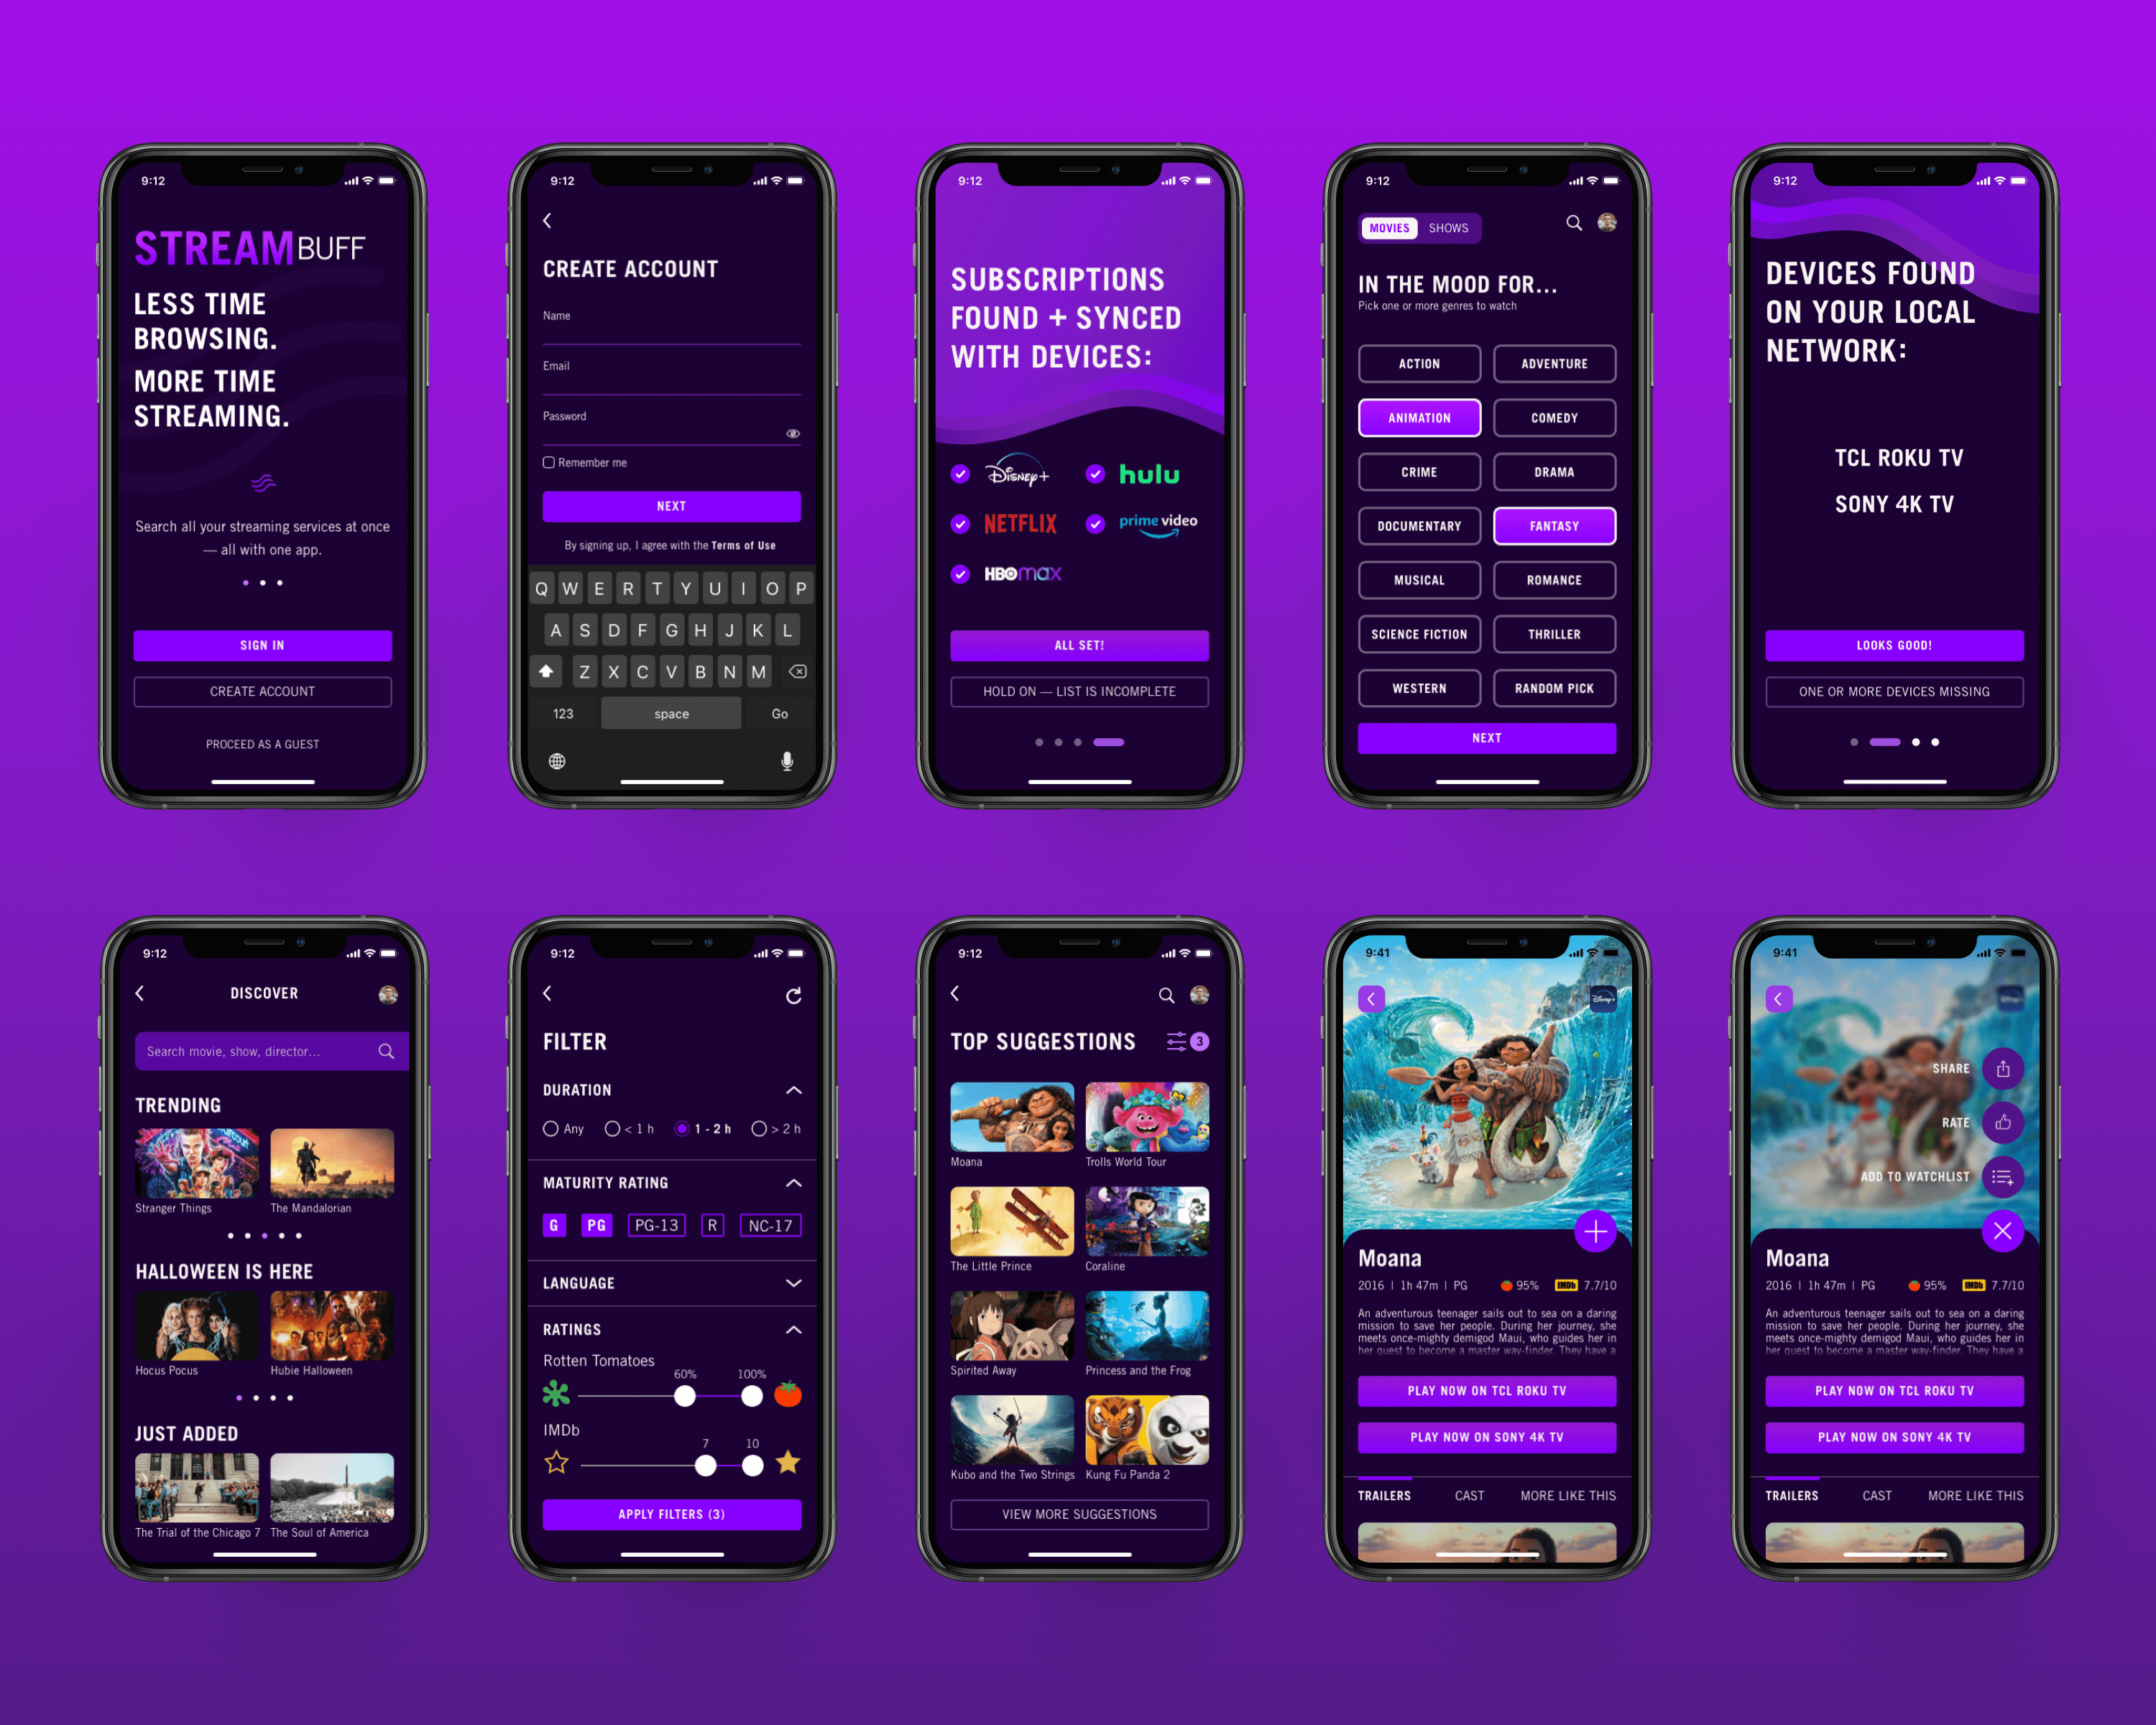 9:12
STREAMBUFF
LESS TIME
BROWSING.
MORE TIME
STREAMING.
Search all your streaming services at once
— all with one app.
SIGN IN
CREATE ACCOUNT
PROCEED AS A GUEST
9:12
CREATE ACCOUNT
Name
Email
Password
Remember me
NEXT
By signing up, I agree with the Terms of Use
Q W E R T Y U I O P
A S D F G H J K L
Z X C V B N M
123 space Go
9:12
SUBSCRIPTIONS
FOUND + SYNCED
WITH DEVICES:
Disney+ hulu
NETFLIX prime video
HBOmax
ALL SET!
HOLD ON — LIST IS INCOMPLETE
9:12
MOVIES SHOWS
IN THE MOOD FOR...
Pick one or more genres to watch
ACTION ADVENTURE
ANIMATION COMEDY
CRIME DRAMA
DOCUMENTARY FANTASY
MUSICAL ROMANCE
SCIENCE FICTION THRILLER
WESTERN RANDOM PICK
NEXT
9:12
DEVICES FOUND
ON YOUR LOCAL
NETWORK:
TCL ROKU TV
SONY 4K TV
LOOKS GOOD!
ONE OR MORE DEVICES MISSING
9:12
DISCOVER
Search movie, show, director...
TRENDING
Stranger Things The Mandalorian
HALLOWEEN IS HERE
Hocus Pocus Hubie Halloween
JUST ADDED
The Trial of the Chicago 7 The Soul of America
9:12
FILTER
DURATION
Any < 1 h 1 - 2 h > 2 h
MATURITY RATING
G PG PG-13 R NC-17
LANGUAGE
RATINGS
Rotten Tomatoes
60% 100%
IMDb
7 10
APPLY FILTERS (3)
9:12
TOP SUGGESTIONS 3
Moana Trolls World Tour
The Little Prince Coraline
Spirited Away Princess and the Frog
Kubo and the Two Strings Kung Fu Panda 2
VIEW MORE SUGGESTIONS
9:41
Disney+
Moana
2016 | 1h 47m | PG 95% IMDb 7.7/10
An adventurous teenager sails out to sea on a daring
mission to save her people. During her journey, she
meets once-mighty demigod Maui, who guides her in
her quest to become a master way-finder. They have a
PLAY NOW ON TCL ROKU TV
PLAY NOW ON SONY 4K TV
TRAILERS CAST MORE LIKE THIS
9:41
SHARE
RATE
ADD TO WATCHLIST
Moana
2016 | 1h 47m | PG 95% IMDb 7.7/10
An adventurous teenager sails out to sea on a daring
mission to save her people. During her journey, she
meets once-mighty demigod Maui, who guides her in
her quest to become a master way-finder. They have a
PLAY NOW ON TCL ROKU TV
PLAY NOW ON SONY 4K TV
TRAILERS CAST MORE LIKE THIS